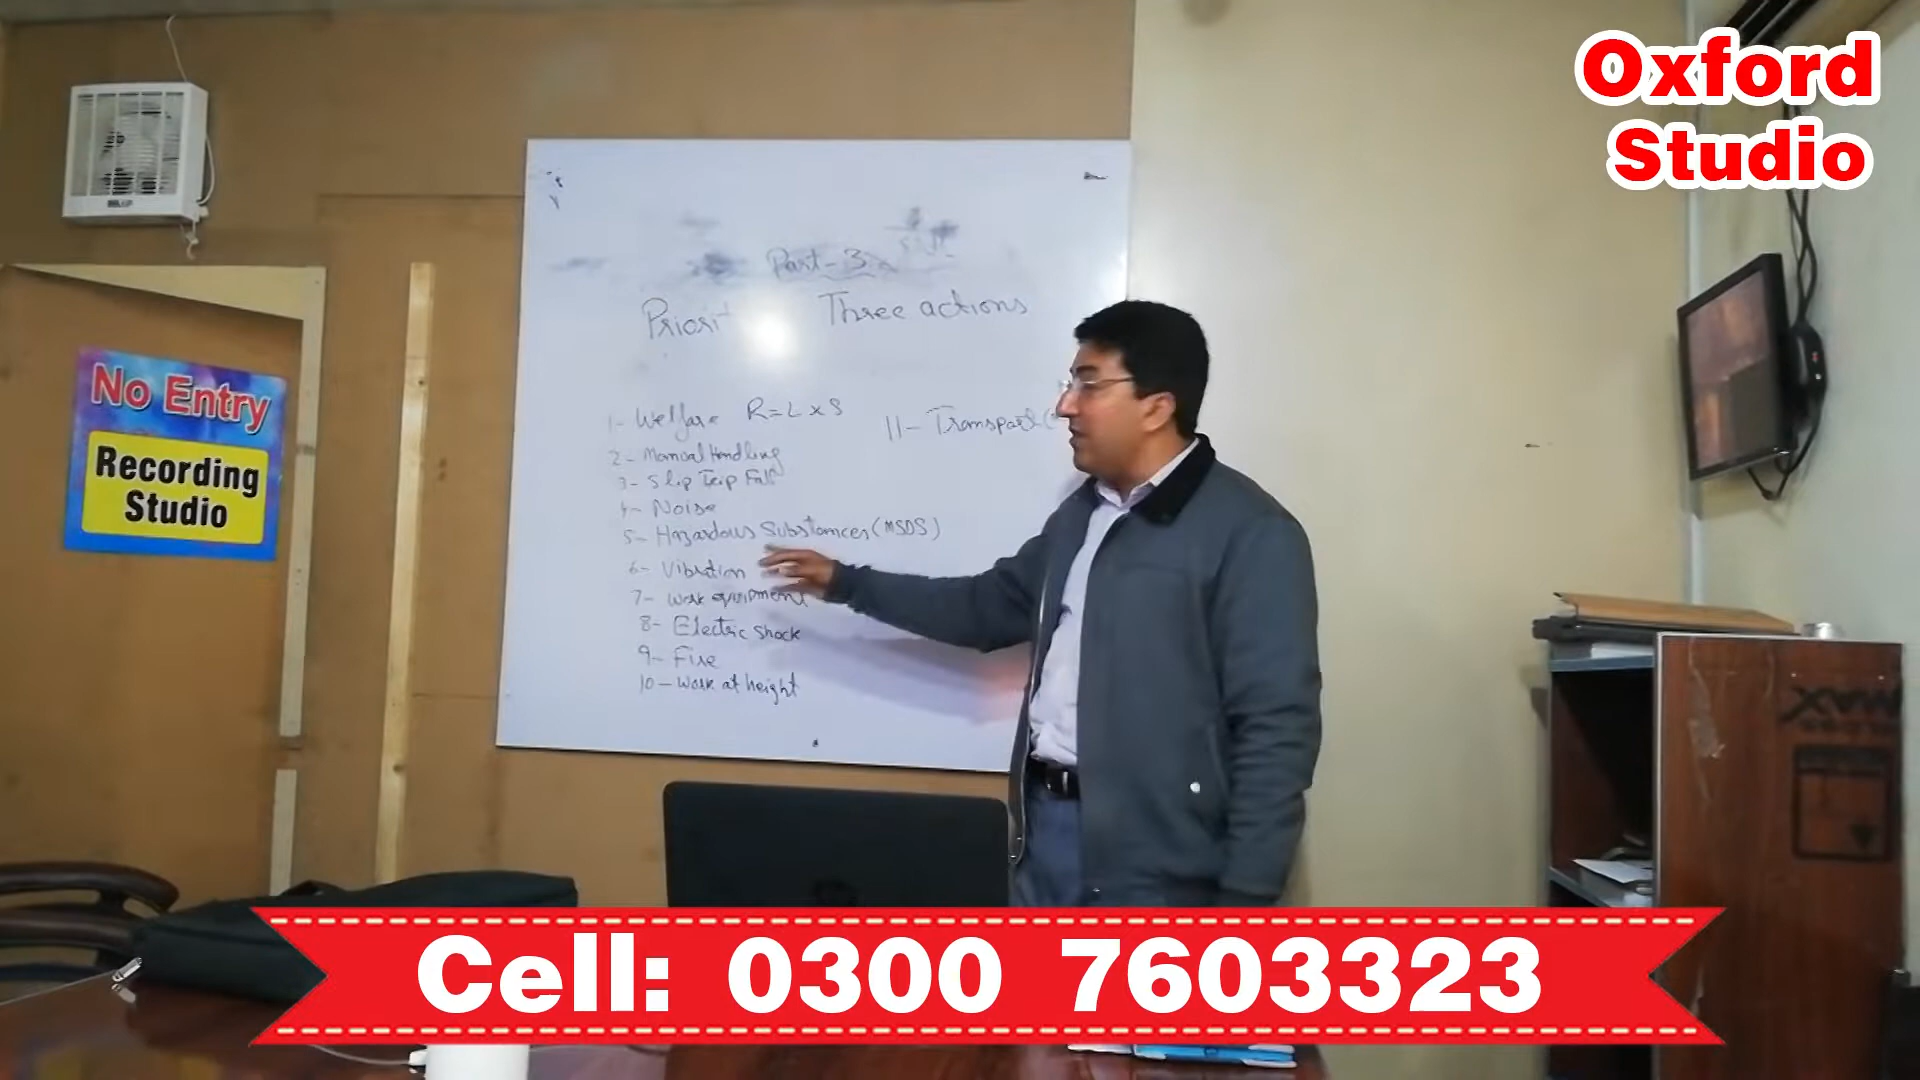 Oxford
Studio
No Entry
Recording
Studio
Part-3
Priorit Three actions
1- Welfare R=L x S
11- Transport(
2- Manual Handling
3- Slip Trip Fall
4- Noise
5- Hazardous Substances (MSDS)
6- Vibration
7- Work equipment
8- Electric Shock
9- Fire
10- Work at height
MAX
Cell: 0300 7603323